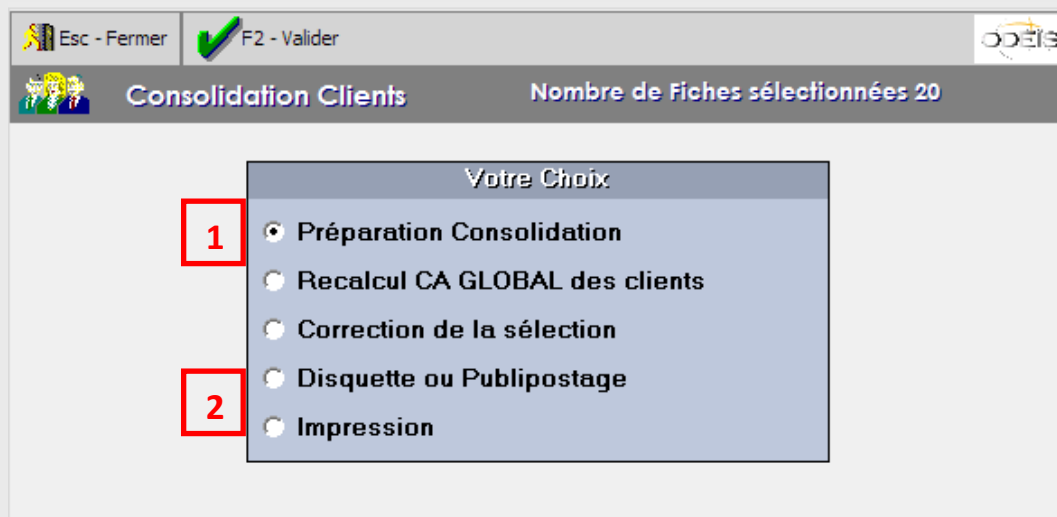 Esc - Fermer F2 - Valider ODEIS
Consolidation Clients Nombre de Fiches sélectionnées 20
Votre Choix
1 Préparation Consolidation
Recalcul CA GLOBAL des clients
Correction de la sélection
Disquette ou Publipostage
2
Impression